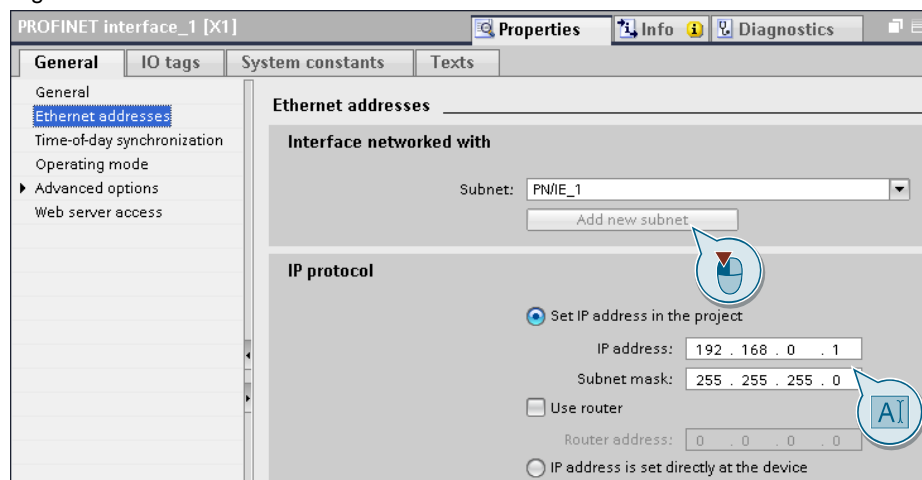 PROFINET interface_1 [X1]
Properties
Info
Diagnostics
General
IO tags
System constants
Texts
General
Ethernet addresses
Time-of-day synchronization
Operating mode
Advanced options
Web server access
Ethernet addresses
Interface networked with
Subnet: PN/IE_1
Add new subnet
IP protocol
Set IP address in the project
IP address: 192 . 168 . 0 . 1
Subnet mask: 255 . 255 . 255 . 0
Use router
Router address: 0 . 0 . 0 . 0
IP address is set directly at the device